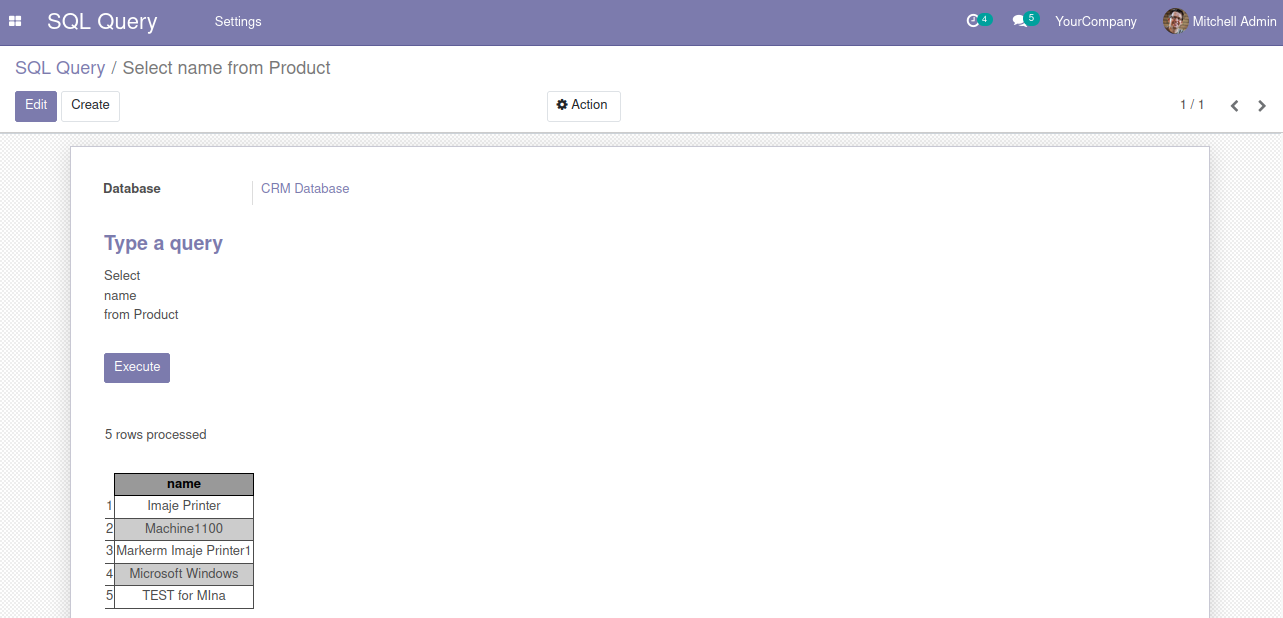 SQL Query Settings 4 5 YourCompany Mitchell Admin
SQL Query / Select name from Product
Edit Create Action 1 / 1
Database CRM Database
Type a query
Select
name
from Product
Execute
5 rows processed
name
1 Imaje Printer
2 Machine1100
3 Markerm Imaje Printer1
4 Microsoft Windows
5 TEST for MIna